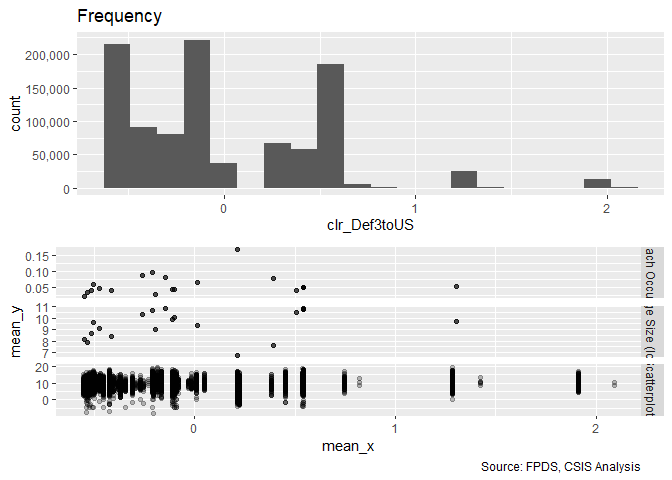 Frequency
count
200,000
150,000
100,000
50,000
0
0 1 2
clr_Def3toUS
mean_y
0.15
0.10
0.05
ach Occu
11
10
9
8
7
e Size (lo
20
10
0
catterplot
0 1 2
mean_x
Source: FPDS, CSIS Analysis